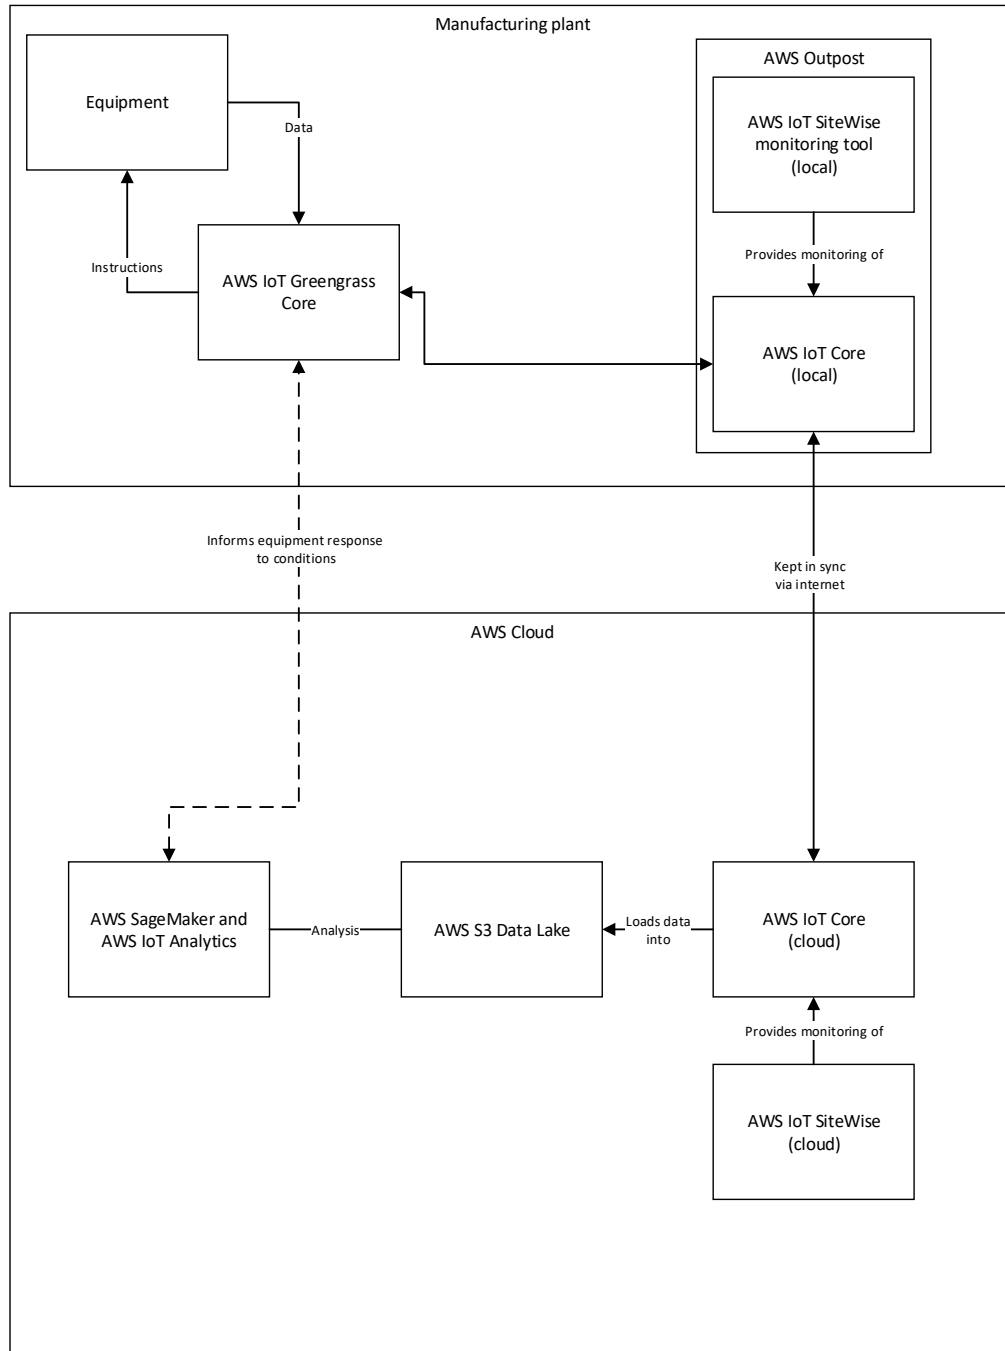 Manufacturing plant
AWS Outpost
Equipment
AWS IoT SiteWise
monitoring tool
(local)
Data
Provides monitoring of
Instructions
AWS IoT Greengrass
Core
AWS IoT Core
(local)
Informs equipment response
to conditions
Kept in sync
via internet
AWS Cloud
AWS SageMaker and
AWS IoT Analytics
Analysis
AWS S3 Data Lake
Loads data
into
AWS IoT Core
(cloud)
Provides monitoring of
AWS IoT SiteWise
(cloud)